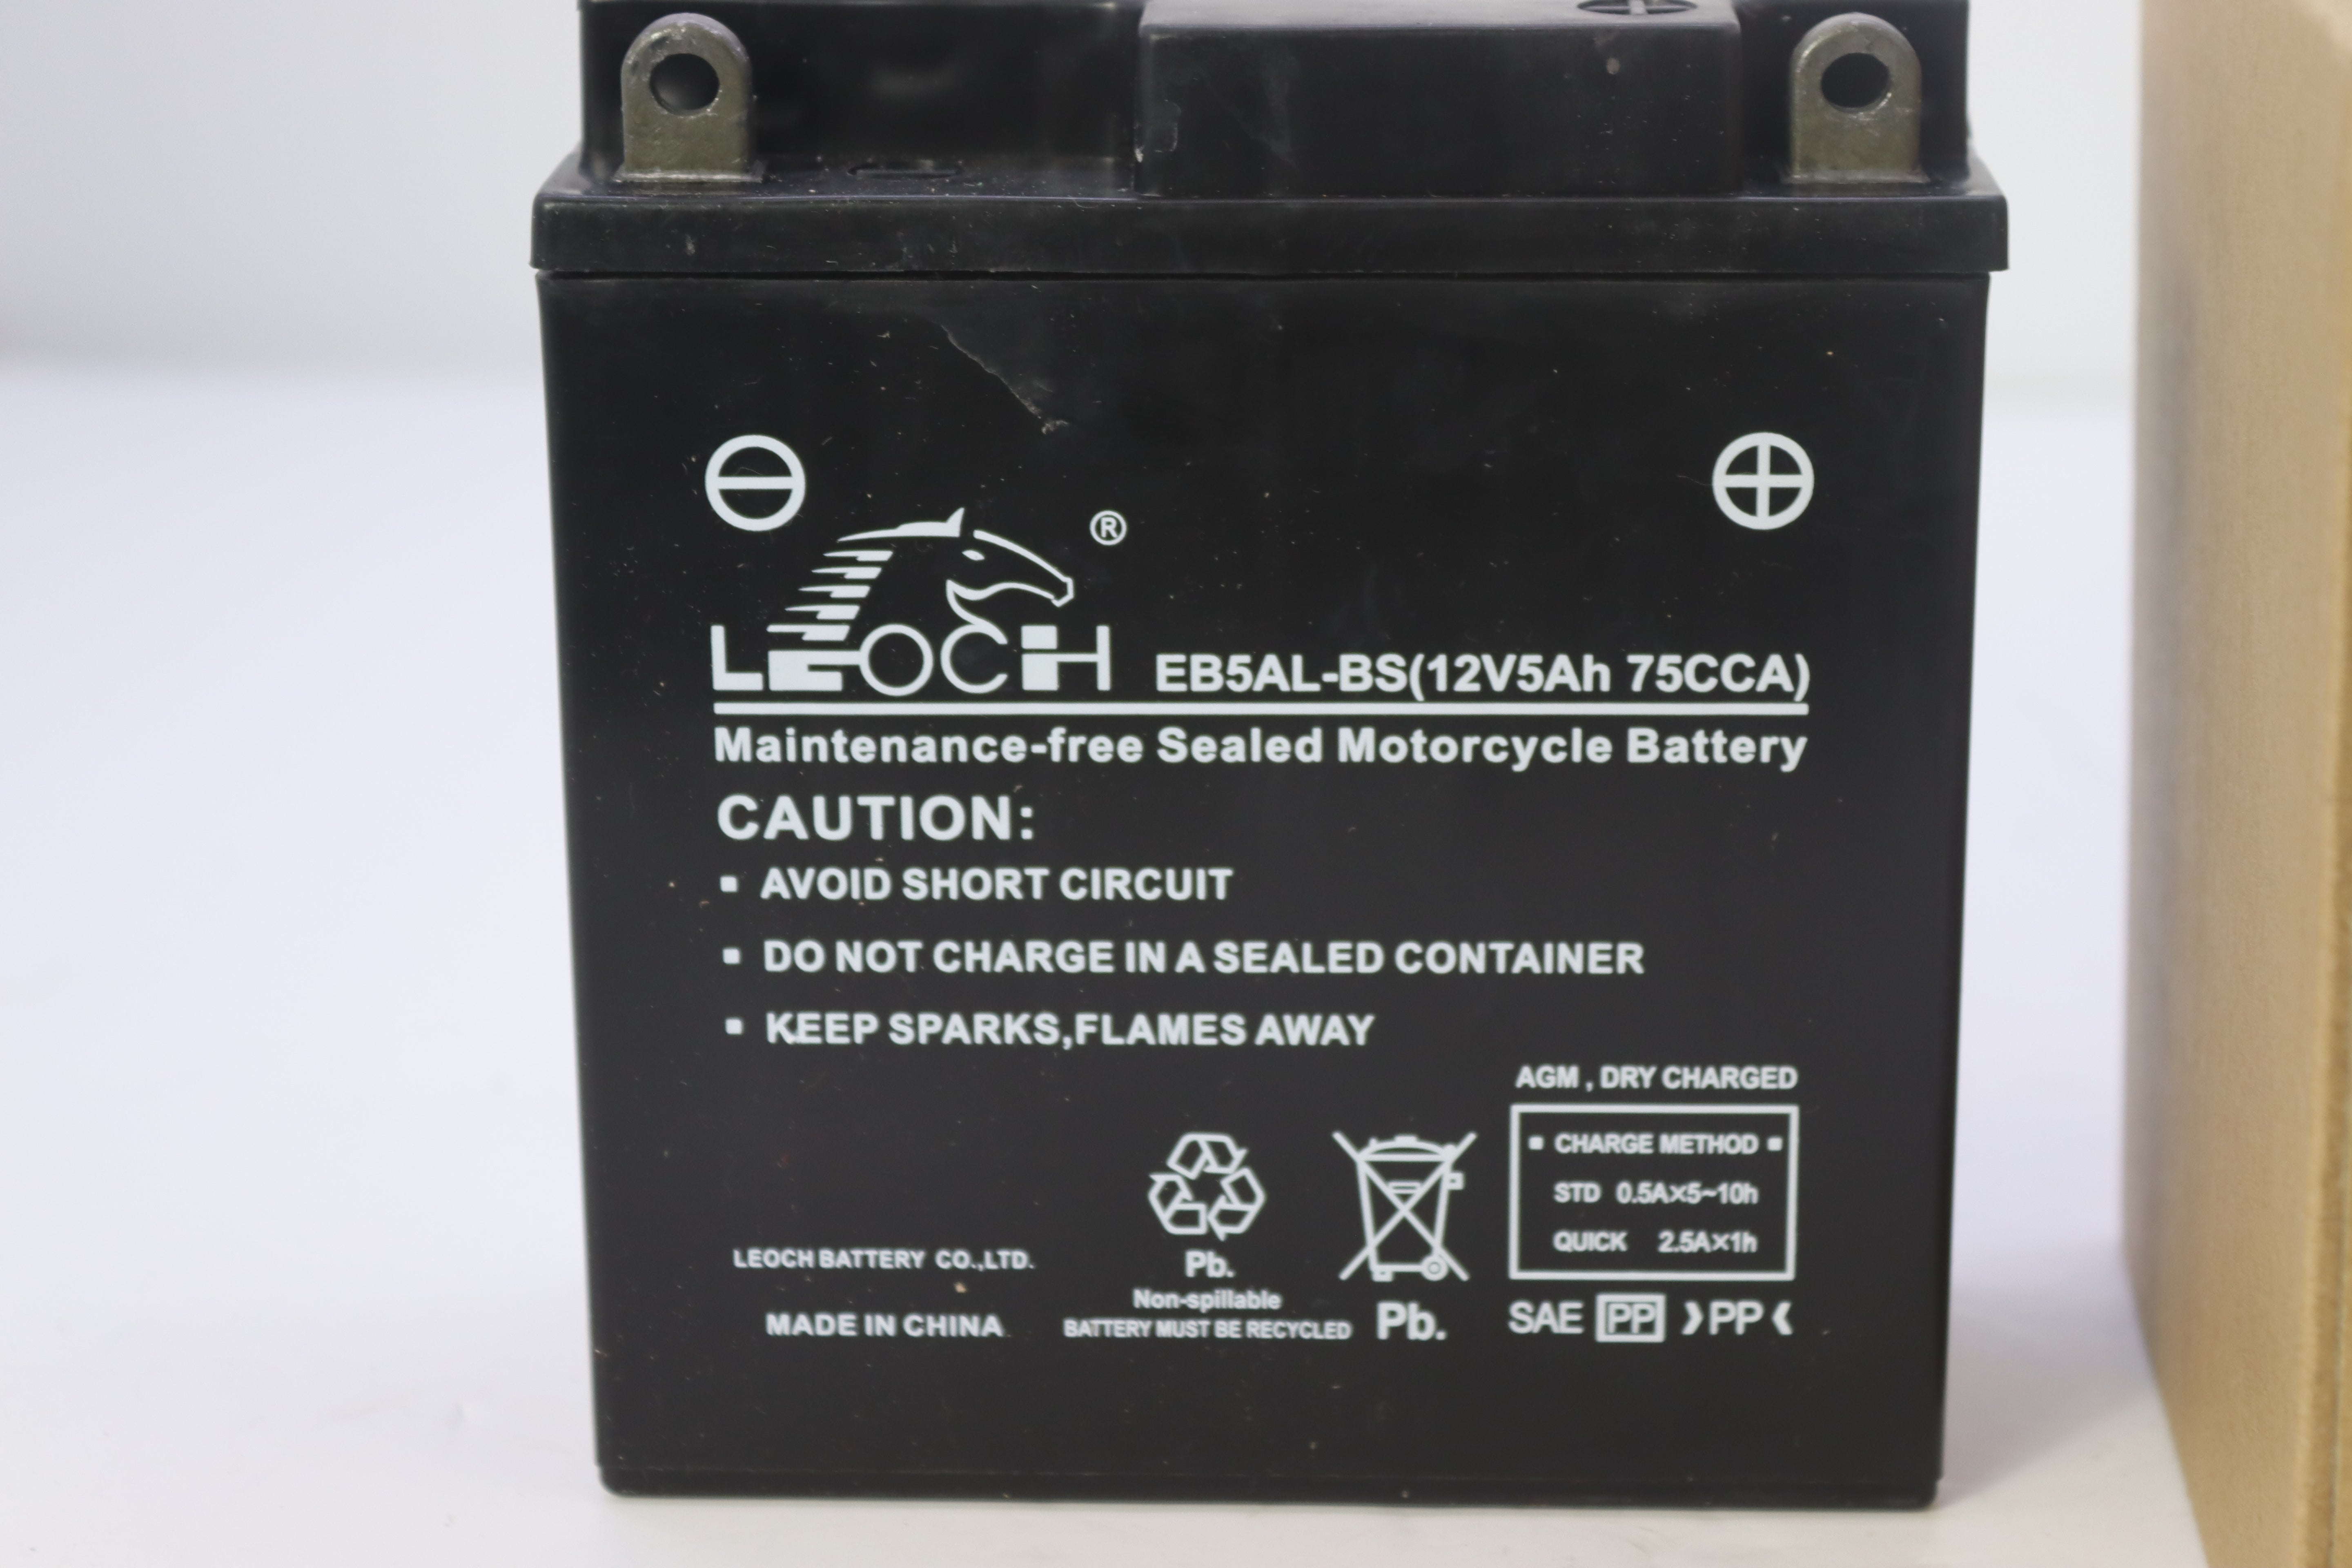 LEOCH ®
EB5AL-BS(12V5Ah 75CCA)
Maintenance-free Sealed Motorcycle Battery
CAUTION:
▪ AVOID SHORT CIRCUIT
▪ DO NOT CHARGE IN A SEALED CONTAINER
▪ KEEP SPARKS,FLAMES AWAY
AGM , DRY CHARGED
▪ CHARGE METHOD ▪
STD 0.5A×5~10h
QUICK 2.5A×1h
LEOCH BATTERY CO.,LTD.
MADE IN CHINA
Pb.
Non-spillable
BATTERY MUST BE RECYCLED
Pb.
SAE PP >PP<